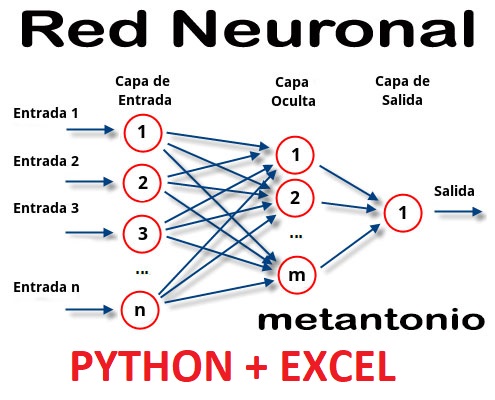 Red Neuronal
Capa de
Entrada
Capa
Oculta
Capa de
Salida
Entrada 1
Entrada 2
Entrada 3
Entrada n
1
2
3
...
n
1
2
...
m
1
Salida
metantonio
PYTHON + EXCEL